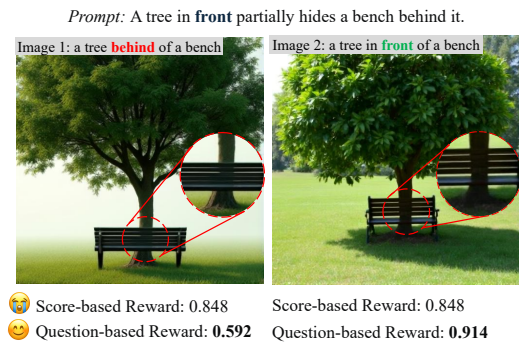 Prompt: A tree in front partially hides a bench behind it.
Image 1: a tree behind of a bench
Image 2: a tree in front of a bench
Score-based Reward: 0.848
Score-based Reward: 0.848
Question-based Reward: 0.592
Question-based Reward: 0.914